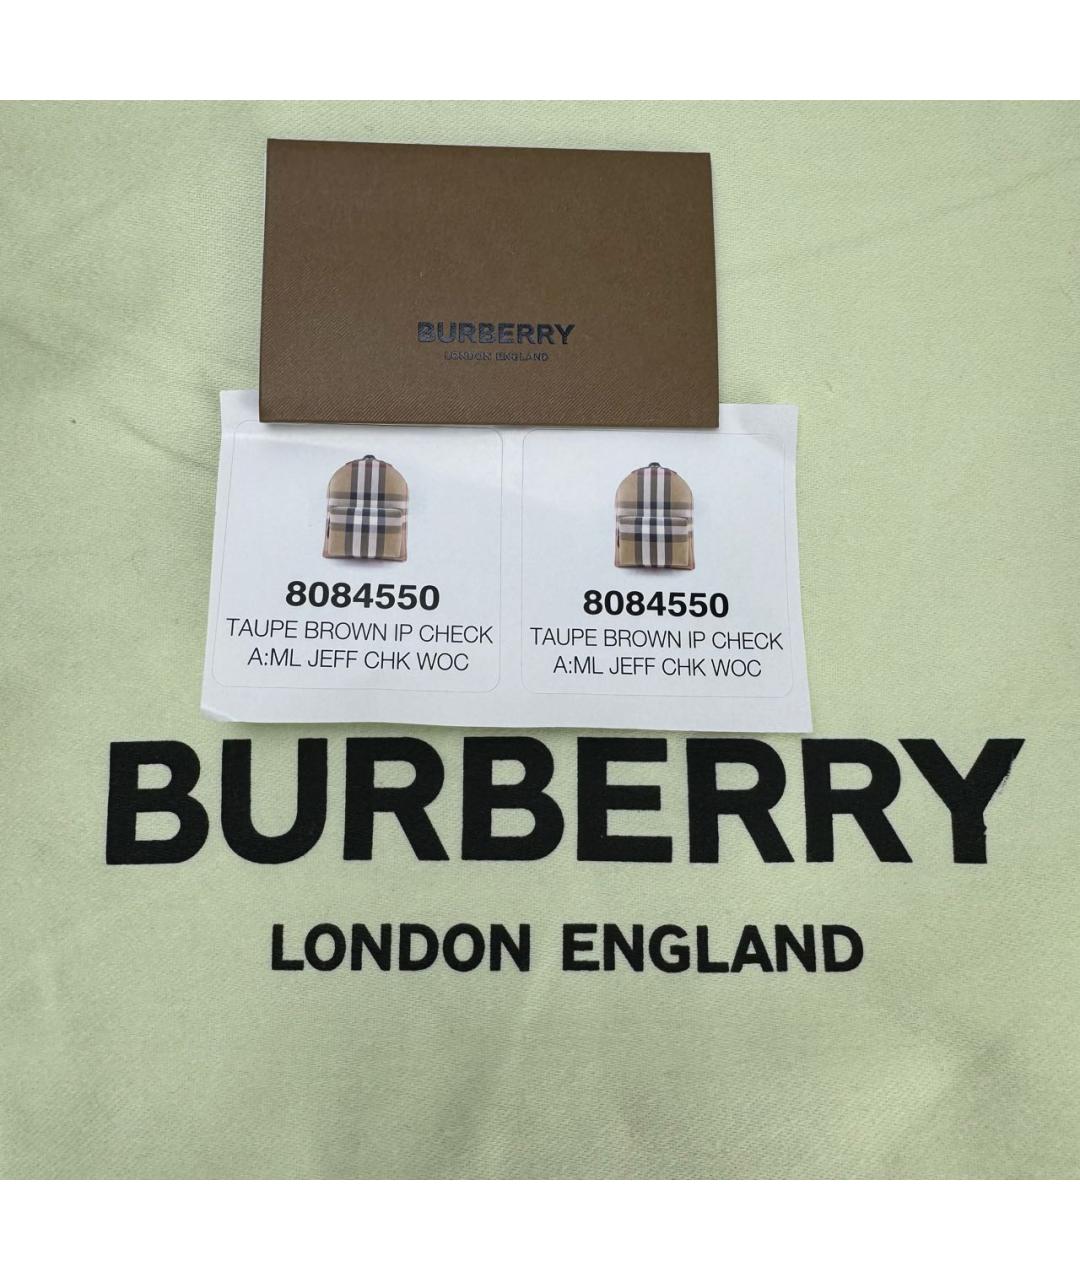 BURBERRY
LONDON ENGLAND
8084550
TAUPE BROWN IP CHECK
A:ML JEFF CHK WOC
8084550
TAUPE BROWN IP CHECK
A:ML JEFF CHK WOC
BURBERRY
LONDON ENGLAND